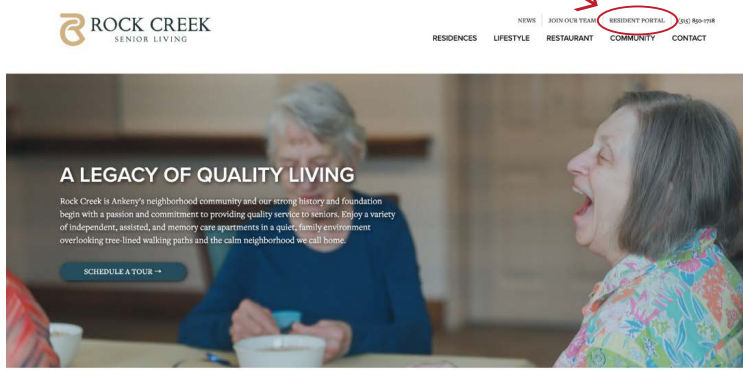 ROCK CREEK
SENIOR LIVING
NEWS
JOIN OUR TEAM
RESIDENT PORTAL
(515) 850-1718
RESIDENCES
LIFESTYLE
RESTAURANT
COMMUNITY
CONTACT
A LEGACY OF QUALITY LIVING
Rock Creek is Ankeny's neighborhood community and our strong history and foundation
begin with a passion and commitment to providing quality service to seniors. Enjoy a variety
of independent, assisted, and memory care apartments in a quiet, family environment
overlooking tree-lined walking paths and the calm neighborhood we call home.
SCHEDULE A TOUR →